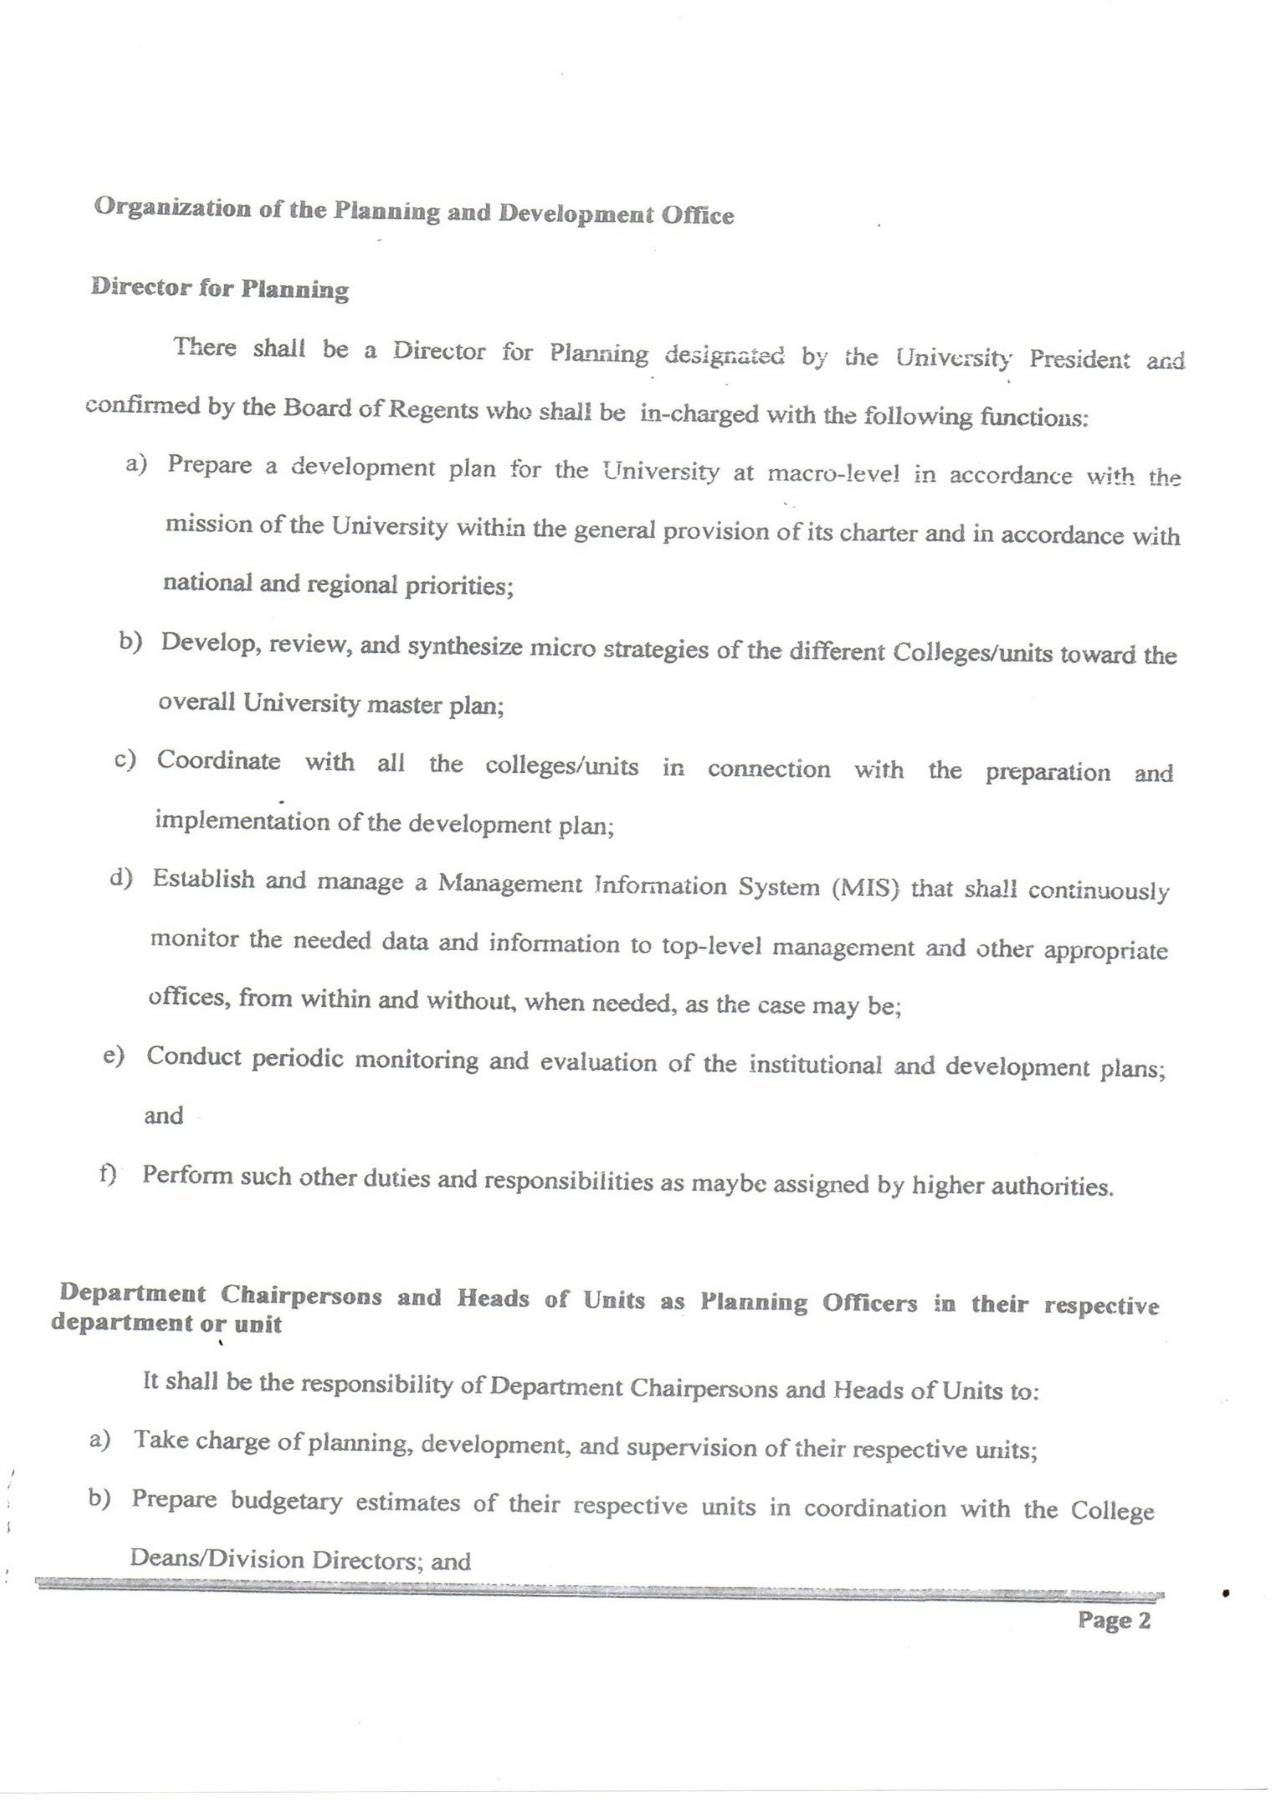 Organization of the Planning and Development Office
Director for Planning
There shall be a Director for Planning designated by the University President and
confirmed by the Board of Regents who shall be in-charged with the following functions:
a) Prepare a development plan for the University at macro-level in accordance with the
mission of the University within the general provision of its charter and in accordance with
national and regional priorities;
b) Develop, review, and synthesize micro strategies of the different Colleges/units toward the
overall University master plan;
c) Coordinate with all the colleges/units in connection with the preparation and
implementation of the development plan;
d) Establish and manage a Management Information System (MIS) that shall continuously
monitor the needed data and information to top-level management and other appropriate
offices, from within and without, when needed, as the case may be;
e) Conduct periodic monitoring and evaluation of the institutional and development plans;
and
f) Perform such other duties and responsibilities as maybe assigned by higher authorities.
Department Chairpersons and Heads of Units as Planning Officers in their respective
department or unit
It shall be the responsibility of Department Chairpersons and Heads of Units to:
a) Take charge of planning, development, and supervision of their respective units;
b) Prepare budgetary estimates of their respective units in coordination with the College
Deans/Division Directors; and
Page 2